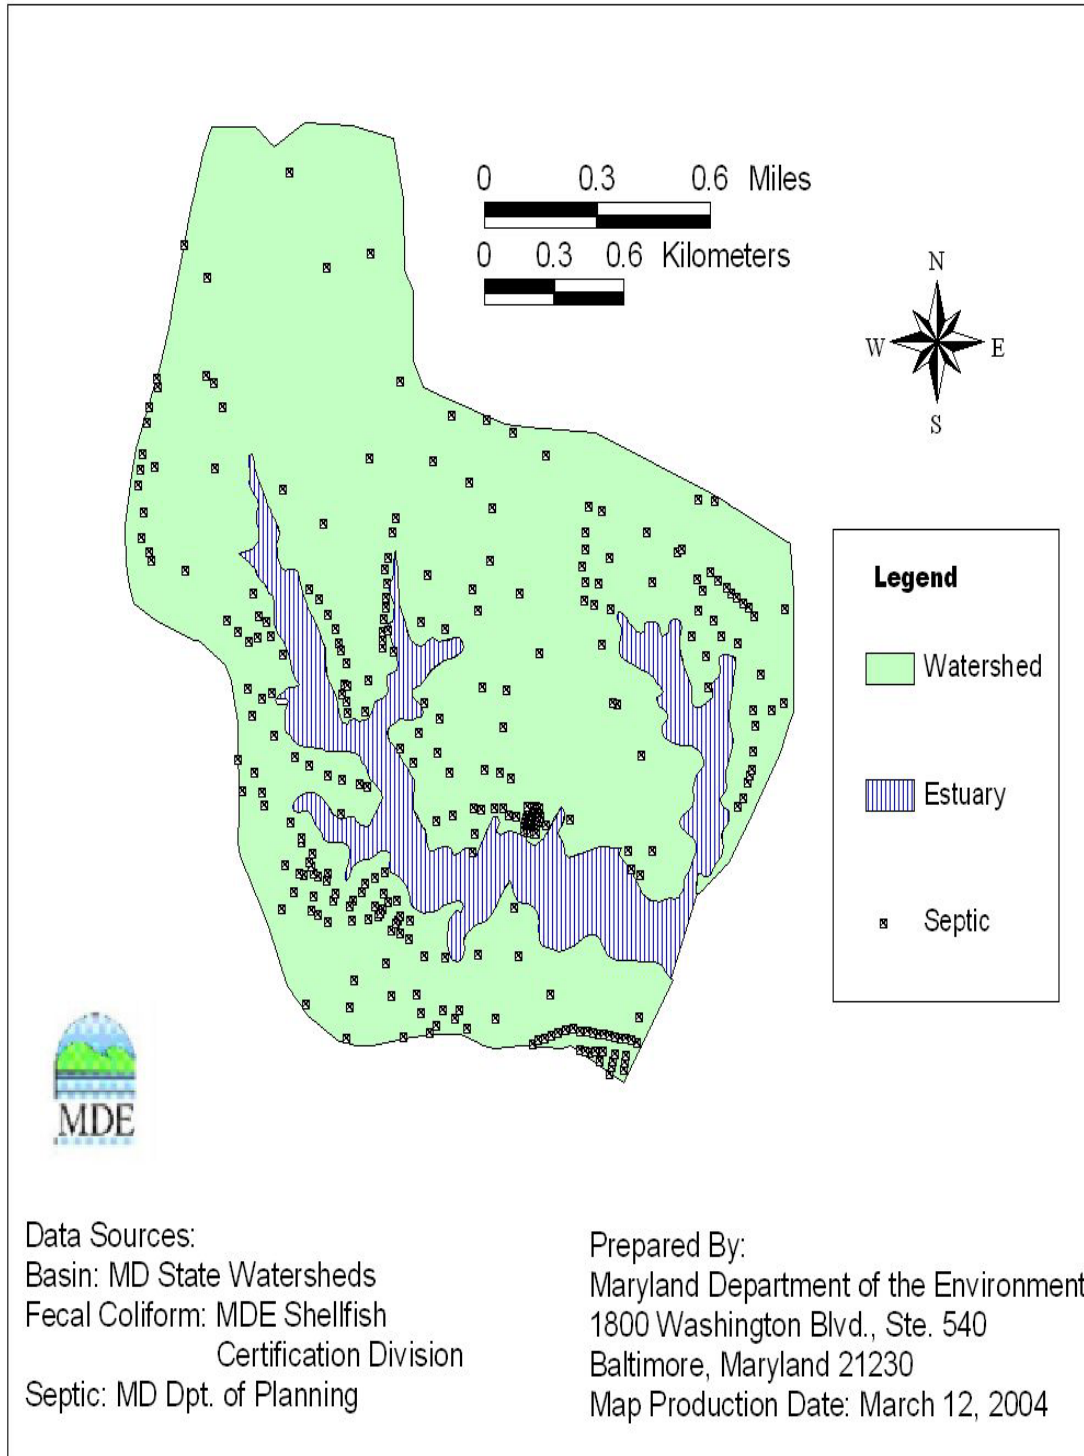 0 0.3 0.6 Miles
0 0.3 0.6 Kilometers
N
W E
S
Legend
Watershed
Estuary
Septic
MDE
Data Sources:
Basin: MD State Watersheds
Fecal Coliform: MDE Shellfish
Certification Division
Septic: MD Dpt. of Planning
Prepared By:
Maryland Department of the Environment
1800 Washington Blvd., Ste. 540
Baltimore, Maryland 21230
Map Production Date: March 12, 2004